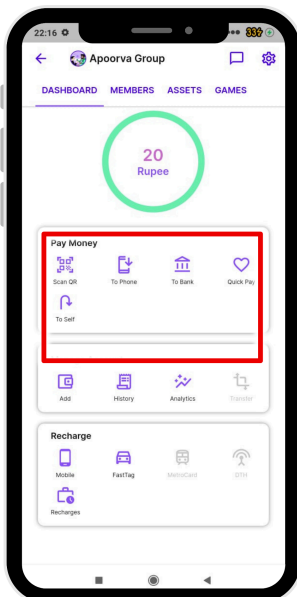 22:16
Apoorva Group
DASHBOARD MEMBERS ASSETS GAMES
20
Rupee
Pay Money
Scan QR To Phone To Bank Quick Pay
To Self
Add History Analytics Transfer
Recharge
Mobile FastTag MetroCard DTH
Recharges